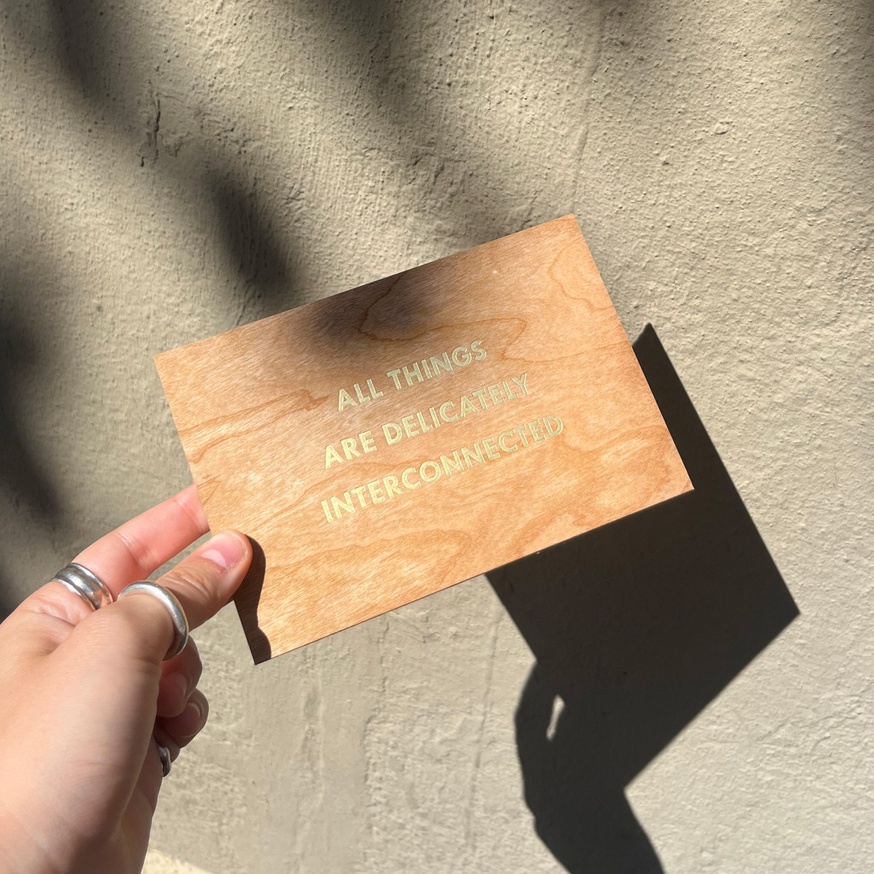 ALL THINGS
ARE DELICATELY
INTERCONNECTED